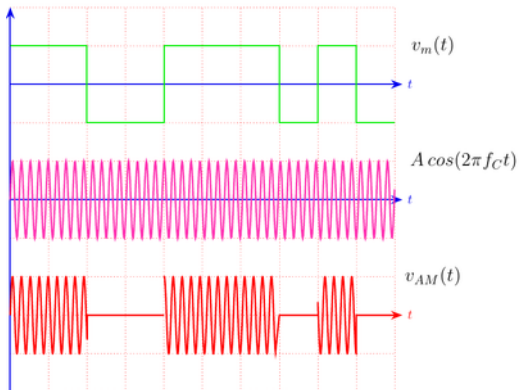 v_m(t)
t
A cos(2πf_C t)
t
v_AM(t)
t